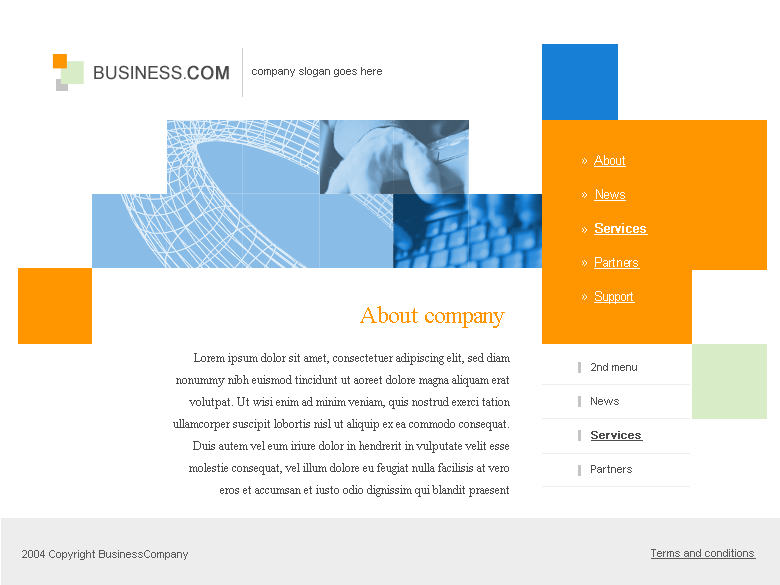 BUSINESS.COM
company slogan goes here
» About
» News
» Services
» Partners
» Support
About company
Lorem ipsum dolor sit amet, consectetuer adipiscing elit, sed diam
nonummy nibh euismod tincidunt ut aoreet dolore magna aliquam erat
volutpat. Ut wisi enim ad minim veniam, quis nostrud exerci tation
ullamcorper suscipit lobortis nisl ut aliquip ex ea commodo consequat.
Duis autem vel eum iriure dolor in hendrerit in vulputate velit esse
molestie consequat, vel illum dolore eu feugiat nulla facilisis at vero
eros et accumsan et iusto odio dignissim qui blandit praesent
2nd menu
News
Services
Partners
2004 Copyright BusinessCompany
Terms and conditions